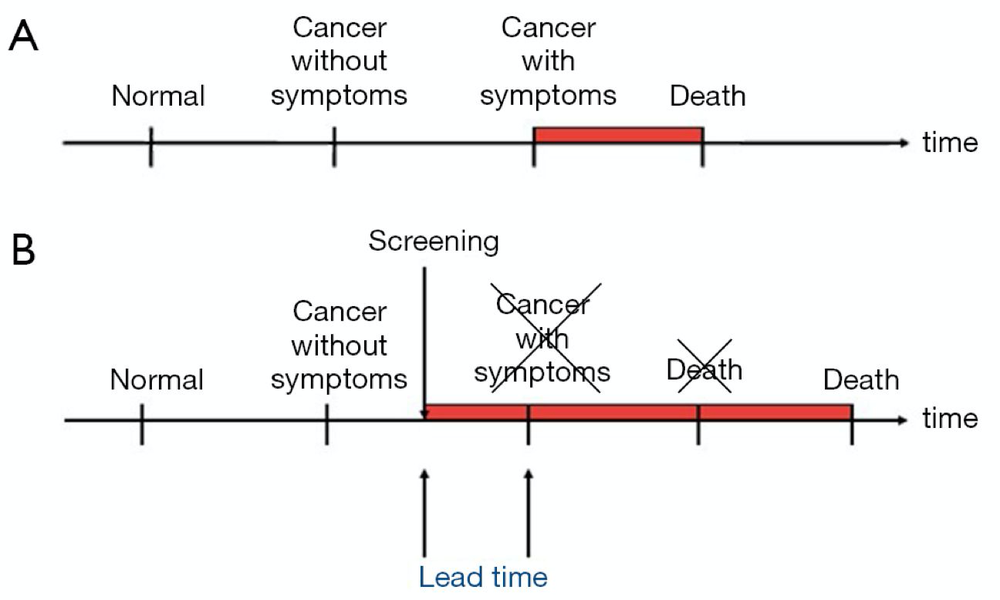 A
Cancer
without
symptoms
Cancer
with
symptoms
Normal
Death
time
B
Screening
Cancer
without
symptoms
Cancer
with
symptoms
Normal
Death
Death
time
Lead time